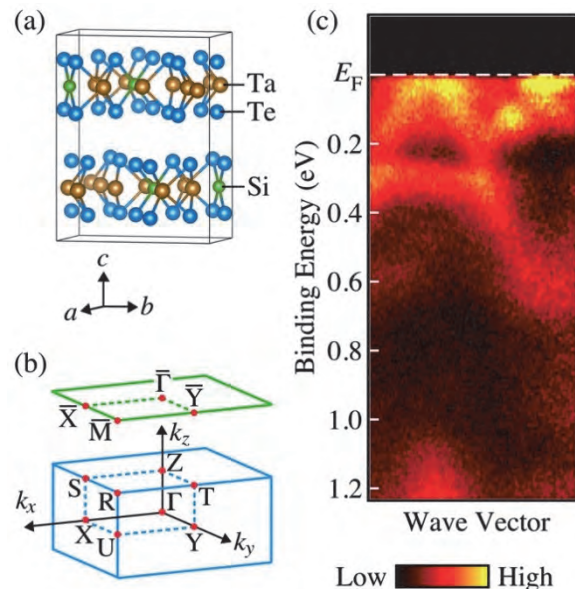 (a)
Ta
Te
Si
c
a
b
(b)
Γ̅
X̅
Y̅
M̅
k_z
S
Z
R
T
k_x
Γ
X
U
Y
k_y
(c)
E_F
0.2
0.4
0.6
0.8
1.0
1.2
Binding Energy (eV)
Wave Vector
Low
High